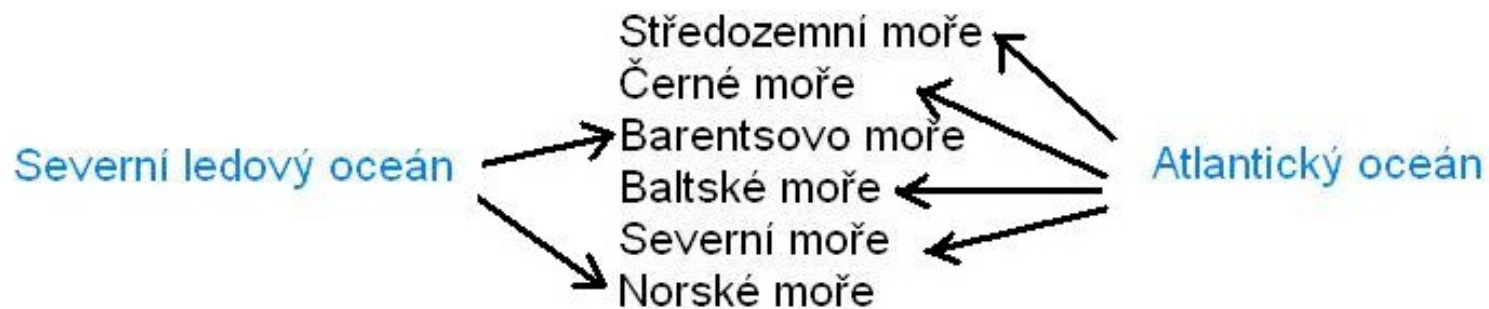 Severní ledový oceán
Středozemní moře
Černé moře
Barentsovo moře
Baltské moře
Severní moře
Norské moře
Atlantický oceán